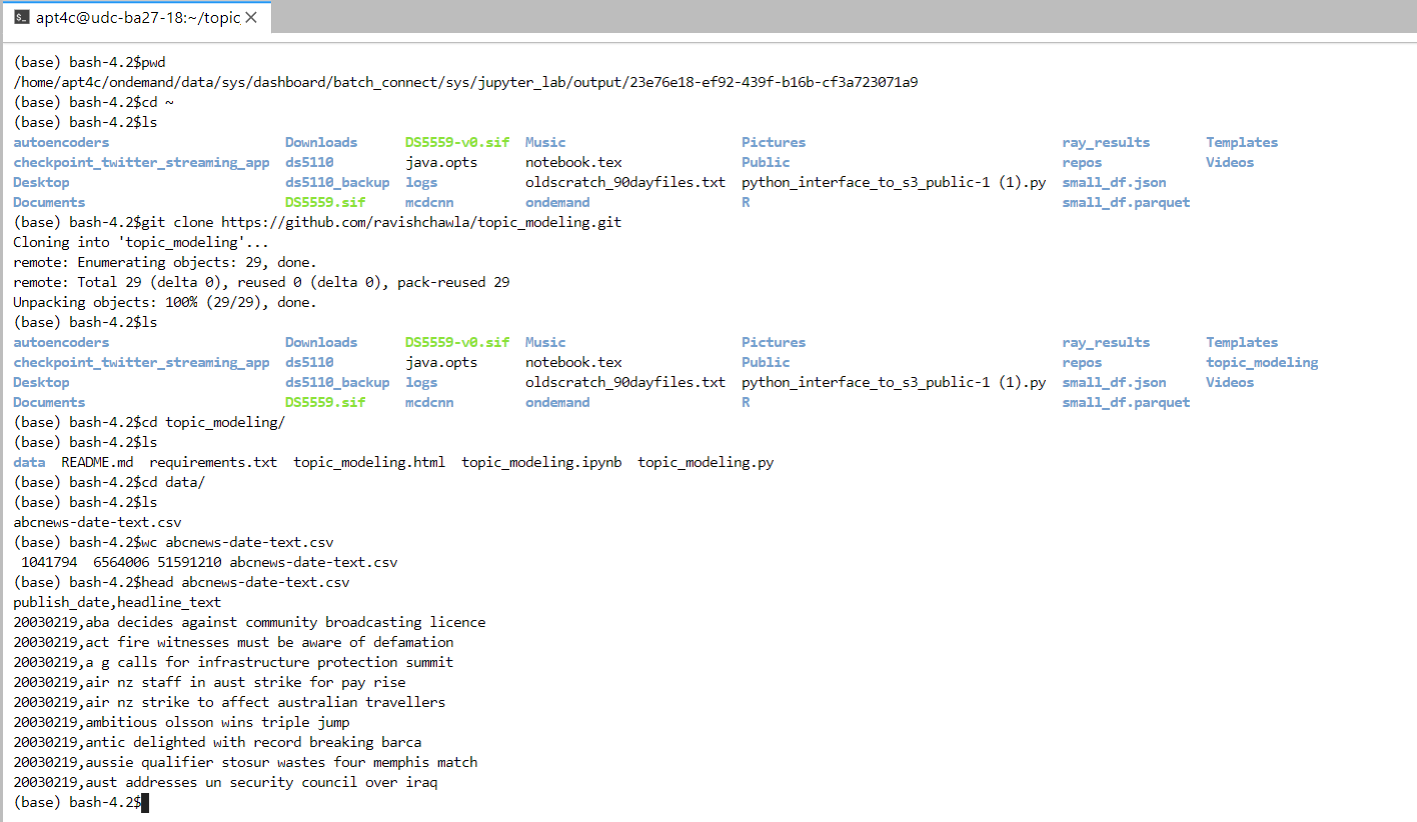 apt4c@udc-ba27-18:~/topic
(base) bash-4.2$pwd
/home/apt4c/ondemand/data/sys/dashboard/batch_connect/sys/jupyter_lab/output/23e76e18-ef92-439f-b16b-cf3a723071a9
(base) bash-4.2$cd ~
(base) bash-4.2$ls
autoencoders                    Downloads      DS5559-v0.sif  Music                     Pictures                              ray_results       Templates
checkpoint_twitter_streaming_app  ds5110         java.opts      notebook.tex              Public                                repos             Videos
Desktop                         ds5110_backup  logs           oldscratch_90dayfiles.txt  python_interface_to_s3_public-1 (1).py  small_df.json
Documents                       DS5559.sif     mcdcnn         ondemand                  R                                     small_df.parquet
(base) bash-4.2$git clone https://github.com/ravishchawla/topic_modeling.git
Cloning into 'topic_modeling'...
remote: Enumerating objects: 29, done.
remote: Total 29 (delta 0), reused 0 (delta 0), pack-reused 29
Unpacking objects: 100% (29/29), done.
(base) bash-4.2$ls
autoencoders                    Downloads      DS5559-v0.sif  Music                     Pictures                              ray_results       Templates
checkpoint_twitter_streaming_app  ds5110         java.opts      notebook.tex              Public                                repos             topic_modeling
Desktop                         ds5110_backup  logs           oldscratch_90dayfiles.txt  python_interface_to_s3_public-1 (1).py  small_df.json     Videos
Documents                       DS5559.sif     mcdcnn         ondemand                  R                                     small_df.parquet
(base) bash-4.2$cd topic_modeling/
(base) bash-4.2$ls
data  README.md  requirements.txt  topic_modeling.html  topic_modeling.ipynb  topic_modeling.py
(base) bash-4.2$cd data/
(base) bash-4.2$ls
abcnews-date-text.csv
(base) bash-4.2$wc abcnews-date-text.csv
 1041794  6564006 51591210 abcnews-date-text.csv
(base) bash-4.2$head abcnews-date-text.csv
publish_date,headline_text
20030219,aba decides against community broadcasting licence
20030219,act fire witnesses must be aware of defamation
20030219,a g calls for infrastructure protection summit
20030219,air nz staff in aust strike for pay rise
20030219,air nz strike to affect australian travellers
20030219,ambitious olsson wins triple jump
20030219,antic delighted with record breaking barca
20030219,aussie qualifier stosur wastes four memphis match
20030219,aust addresses un security council over iraq
(base) bash-4.2$